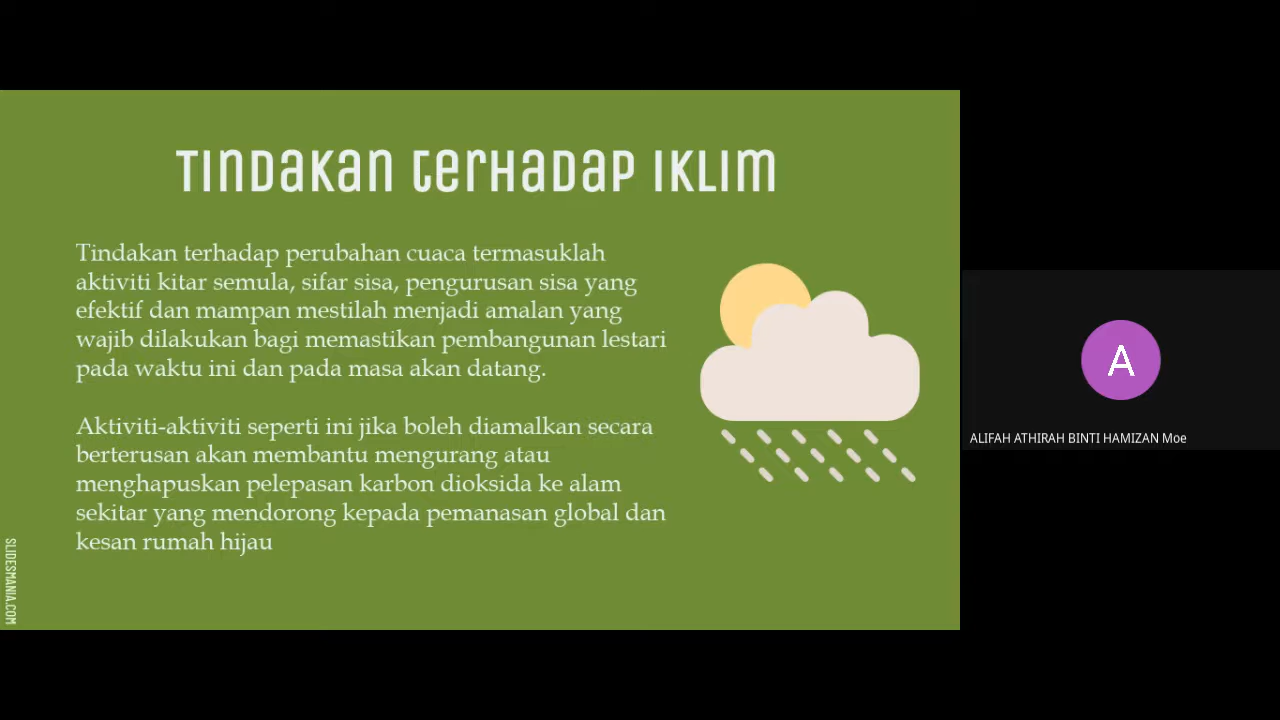 Tindakan terhadap iklim
Tindakan terhadap perubahan cuaca termasuklah
aktiviti kitar semula, sifar sisa, pengurusan sisa yang
efektif dan mampan mestilah menjadi amalan yang
wajib dilakukan bagi memastikan pembangunan lestari
pada waktu ini dan pada masa akan datang.
Aktiviti-aktiviti seperti ini jika boleh diamalkan secara
berterusan akan membantu mengurang atau
menghapuskan pelepasan karbon dioksida ke alam
sekitar yang mendorong kepada pemanasan global dan
kesan rumah hijau
SLIDESMANIA.COM
A
ALIFAH ATHIRAH BINTI HAMIZAN Moe